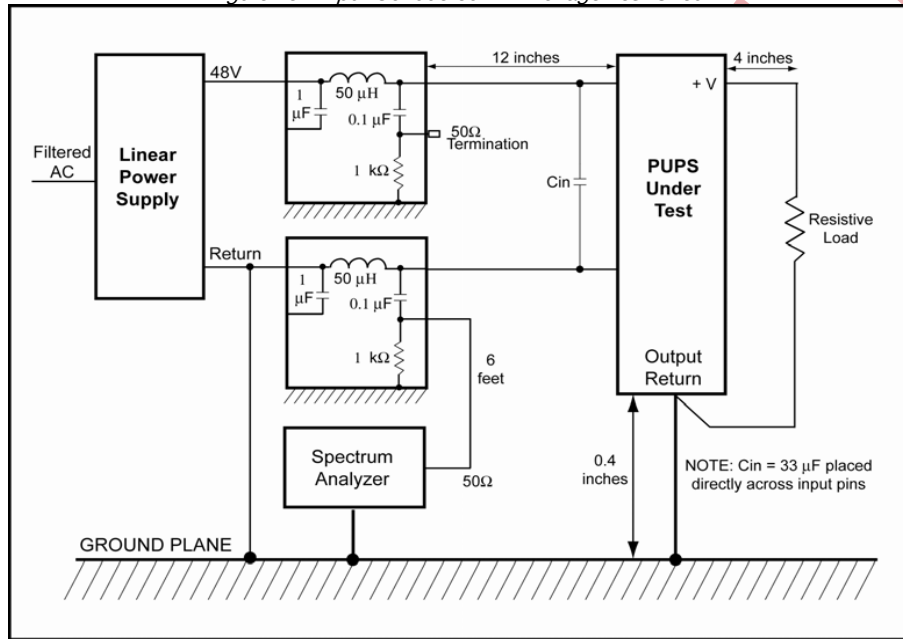 48V
1
µF
50 µH
0.1 µF
50Ω
Termination
1 kΩ
12 inches
4 inches
+ V
Filtered
AC
Linear
Power
Supply
Cin
PUPS
Under
Test
Resistive
Load
Return
1
µF
50 µH
0.1 µF
1 kΩ
6
feet
Output
Return
Spectrum
Analyzer
50Ω
0.4
inches
NOTE: Cin = 33 µF placed
directly across input pins
GROUND PLANE